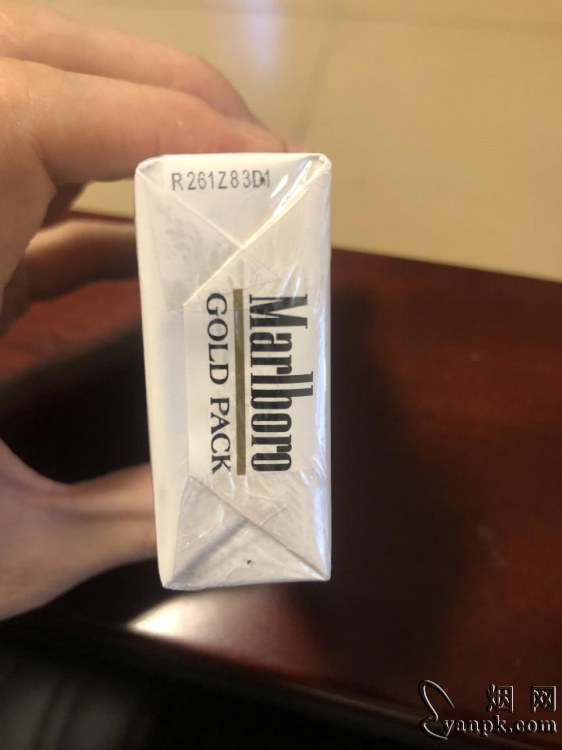 R261Z83D1
Marlboro
GOLD PACK
烟网
yanpk.com